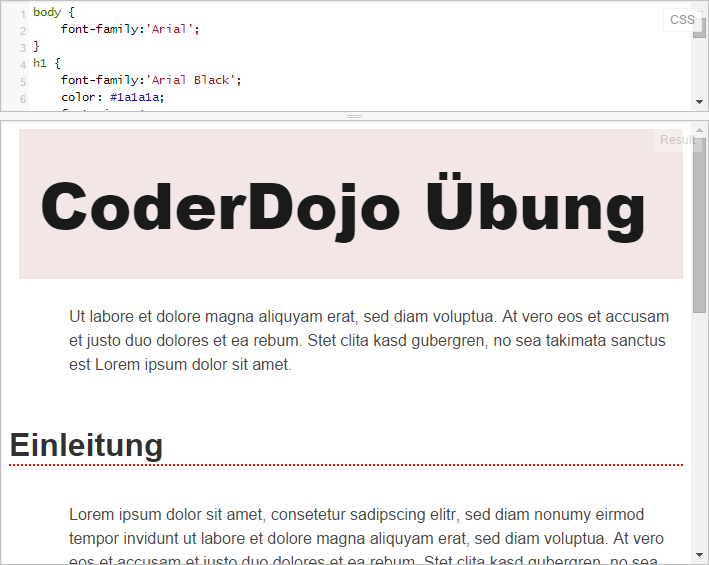 CSS
1 body {
2 font-family:'Arial';
3 }
4 h1 {
5 font-family:'Arial Black';
6 color: #1a1a1a;
Result
CoderDojo Übung
Ut labore et dolore magna aliquyam erat, sed diam voluptua. At vero eos et accusam
et justo duo dolores et ea rebum. Stet clita kasd gubergren, no sea takimata sanctus
est Lorem ipsum dolor sit amet.
Einleitung
Lorem ipsum dolor sit amet, consetetur sadipscing elitr, sed diam nonumy eirmod
tempor invidunt ut labore et dolore magna aliquyam erat, sed diam voluptua. At vero
eos et accusam et justo duo dolores et ea rebum. Stet clita kasd gubergren, no sea